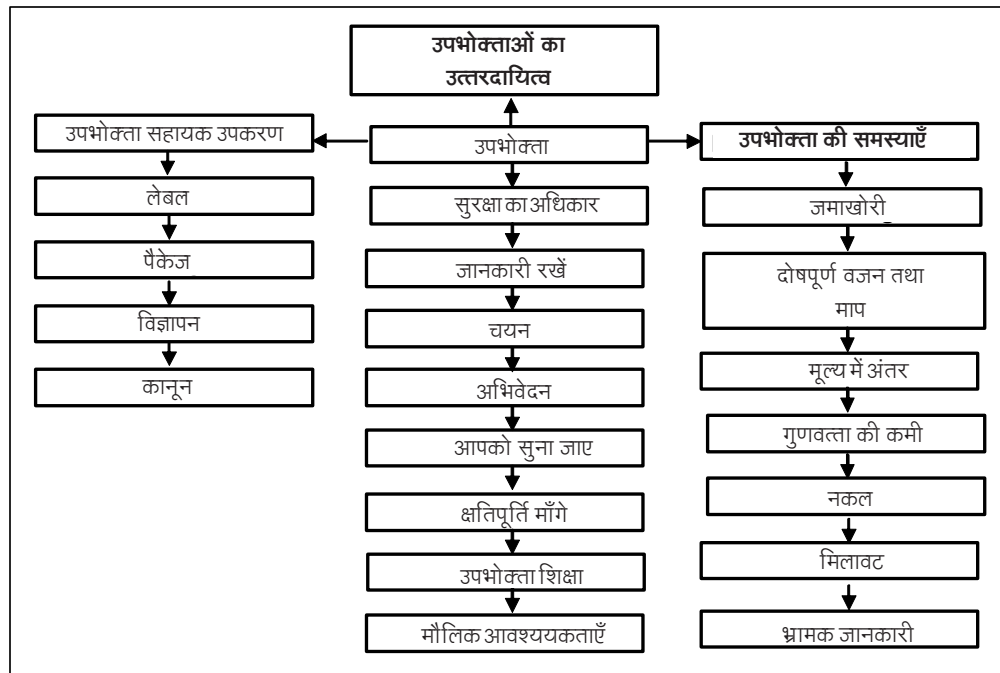 उपभोक्ताओं का
उत्तरदायित्व
उपभोक्ता सहायक उपकरण
उपभोक्ता
उपभोक्ता की समस्याएँ
लेबल
पैकेज
विज्ञापन
कानून
सुरक्षा का अधिकार
जानकारी रखें
चयन
अभिवेदन
आपको सुना जाए
क्षतिपूर्ति माँगे
उपभोक्ता शिक्षा
मौलिक आवश्ययकताएँ
जमाखोरी
दोषपूर्ण वजन तथा
माप
मूल्य में अंतर
गुणवत्ता की कमी
नकल
मिलावट
भ्रामक जानकारी